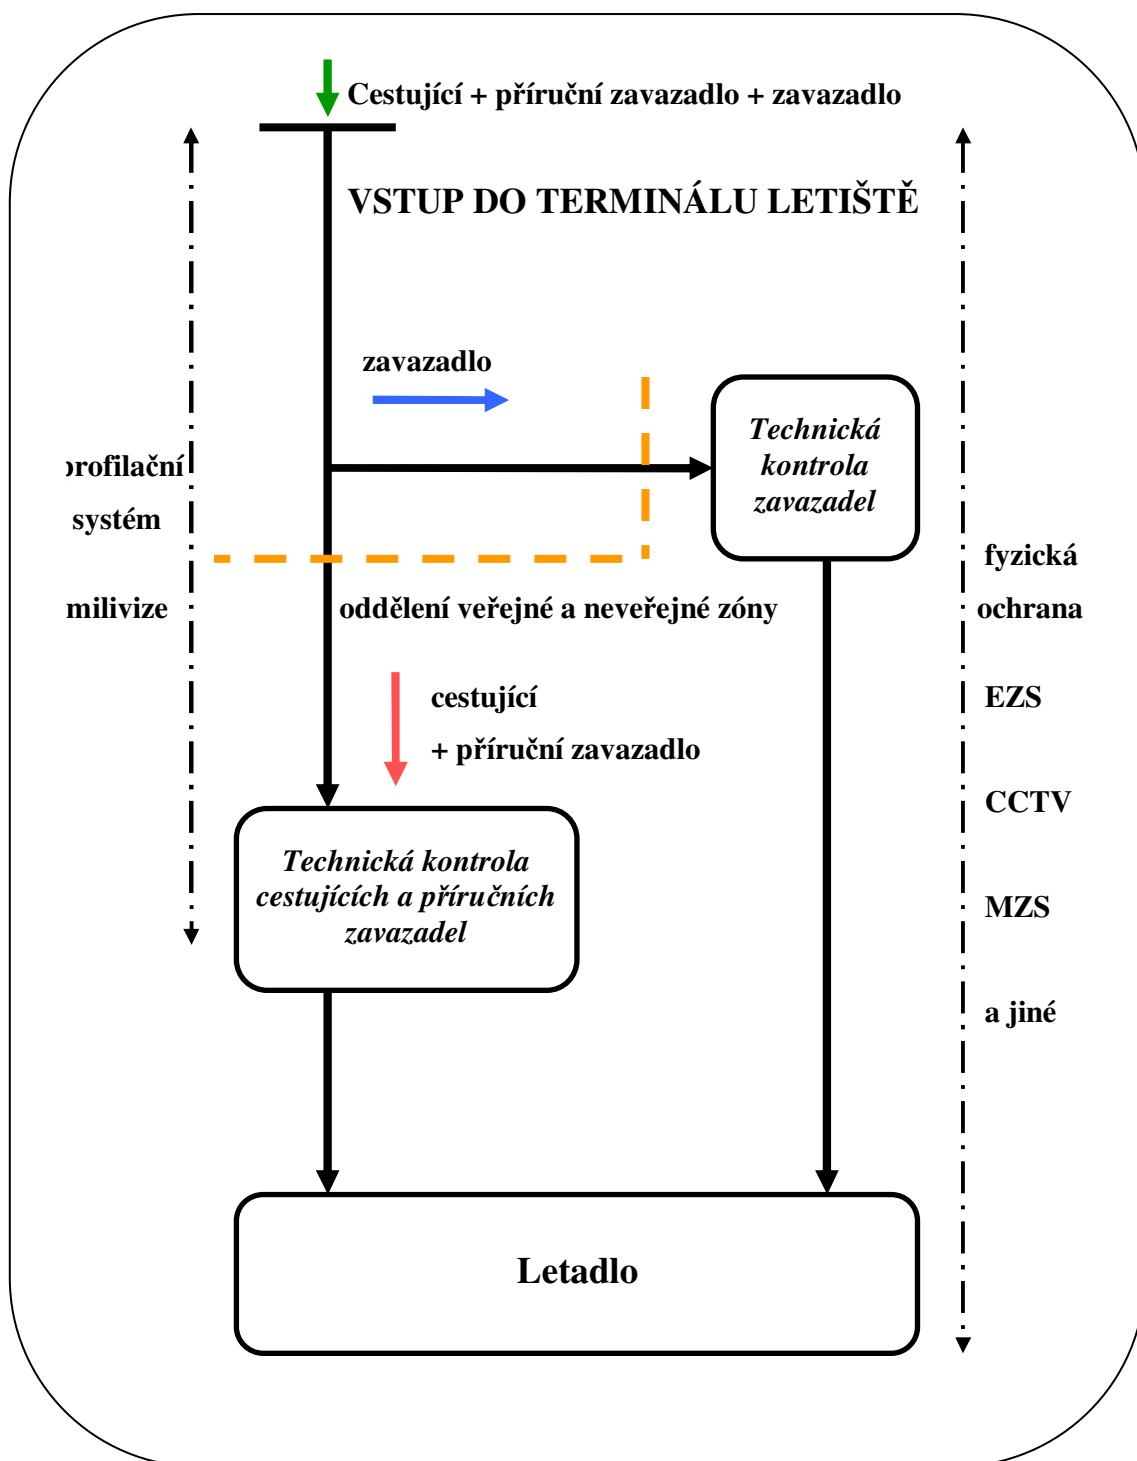 Cestující + příruční zavazadlo + zavazadlo
VSTUP DO TERMINÁLU LETIŠTĚ
zavazadlo
Technická
kontrola
zavazadel
profilační
systém
milivize
oddělení veřejné a neveřejné zóny
fyzická
ochrana
EZS
CCTV
MZS
a jiné
cestující
+ příruční zavazadlo
Technická kontrola
cestujících a příručních
zavazadel
Letadlo